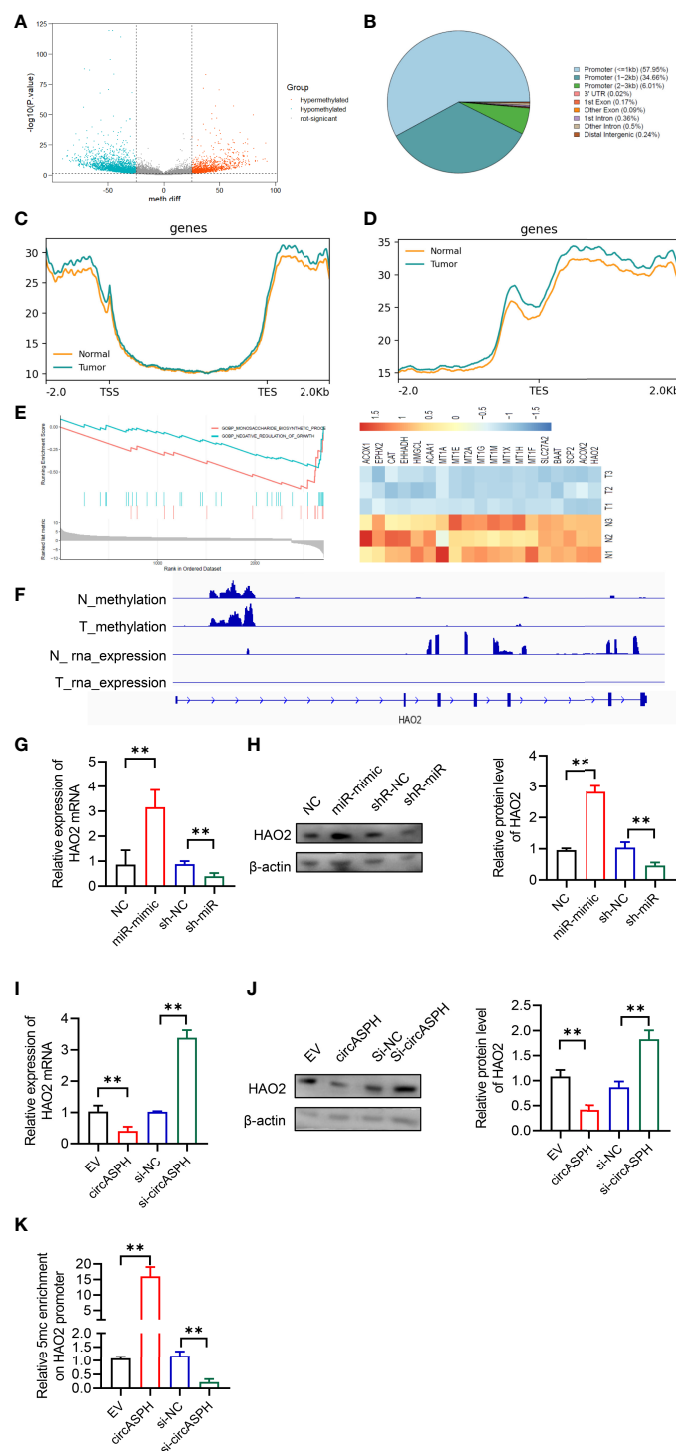 A
125
100
75
50
25
0
-log10(P.value)
-50
0
50
100
meth.diff
Group
hypermethylated
hypomethylated
rot-signicant
B
Promoter (<=1kb) (57.95%)
Promoter (1-2kb) (34.66%)
Promoter (2-3kb) (6.01%)
3' UTR (0.02%)
1st Exon (0.17%)
Other Exon (0.09%)
1st Intron (0.36%)
Other Intron (0.5%)
Distal Intergenic (0.24%)
C
genes
30
25
20
15
10
Normal
Tumor
-2.0
TSS
TES
2.0Kb
D
genes
35
30
25
20
15
Normal
Tumor
-2.0
TES
2.0Kb
E
Running Enrichment Score
0.00
-0.25
-0.50
GOBP_MONOSACCHARIDE_BIOSYNTHETIC_PROCE
GOBP_NEGATIVE_REGULATION_OF_GROWTH
Ranked list metric
1000
2000
Rank in Ordered Dataset
1.5
1
0.5
0
-0.5
-1
-1.5
ACOX1
EPHX2
CAT
EHHADH
HMGCL
ACAA1
MT1A
MT1E
MT2A
MT1G
MT1M
MT1X
MT1H
MT1F
SLC27A2
BAAT
SCP2
ACOX2
HAO2
T3
T2
T1
N3
N2
N1
F
N_methylation
T_methylation
N_ rna_expression
T_rna_expression
HAO2
G
Relative expression of
HAO2 mRNA
5
4
3
2
1
0
**
**
NC
miR-mimic
sh-NC
sh-miR
H
NC
miR-mimic
shR-NC
shR-miR
HAO2
β-actin
Relative protein level
of HAO2
4
3
2
1
0
**
**
NC
miR-mimic
sh-NC
sh-miR
I
Relative expression of
HAO2 mRNA
4
3
2
1
0
**
**
EV
circASPH
si-NC
si-circASPH
J
EV
circASPH
Si-NC
Si-circASPH
HAO2
β-actin
Relative protein level
of HAO2
2.0
1.5
1.0
0.5
0.0
**
**
EV
circASPH
si-NC
si-circASPH
K
Relative 5mc enrichment
on HAO2 promoter
20
15
10
5
2.0
1.5
1.0
0.5
0.0
**
**
EV
circASPH
si-NC
si-circASPH